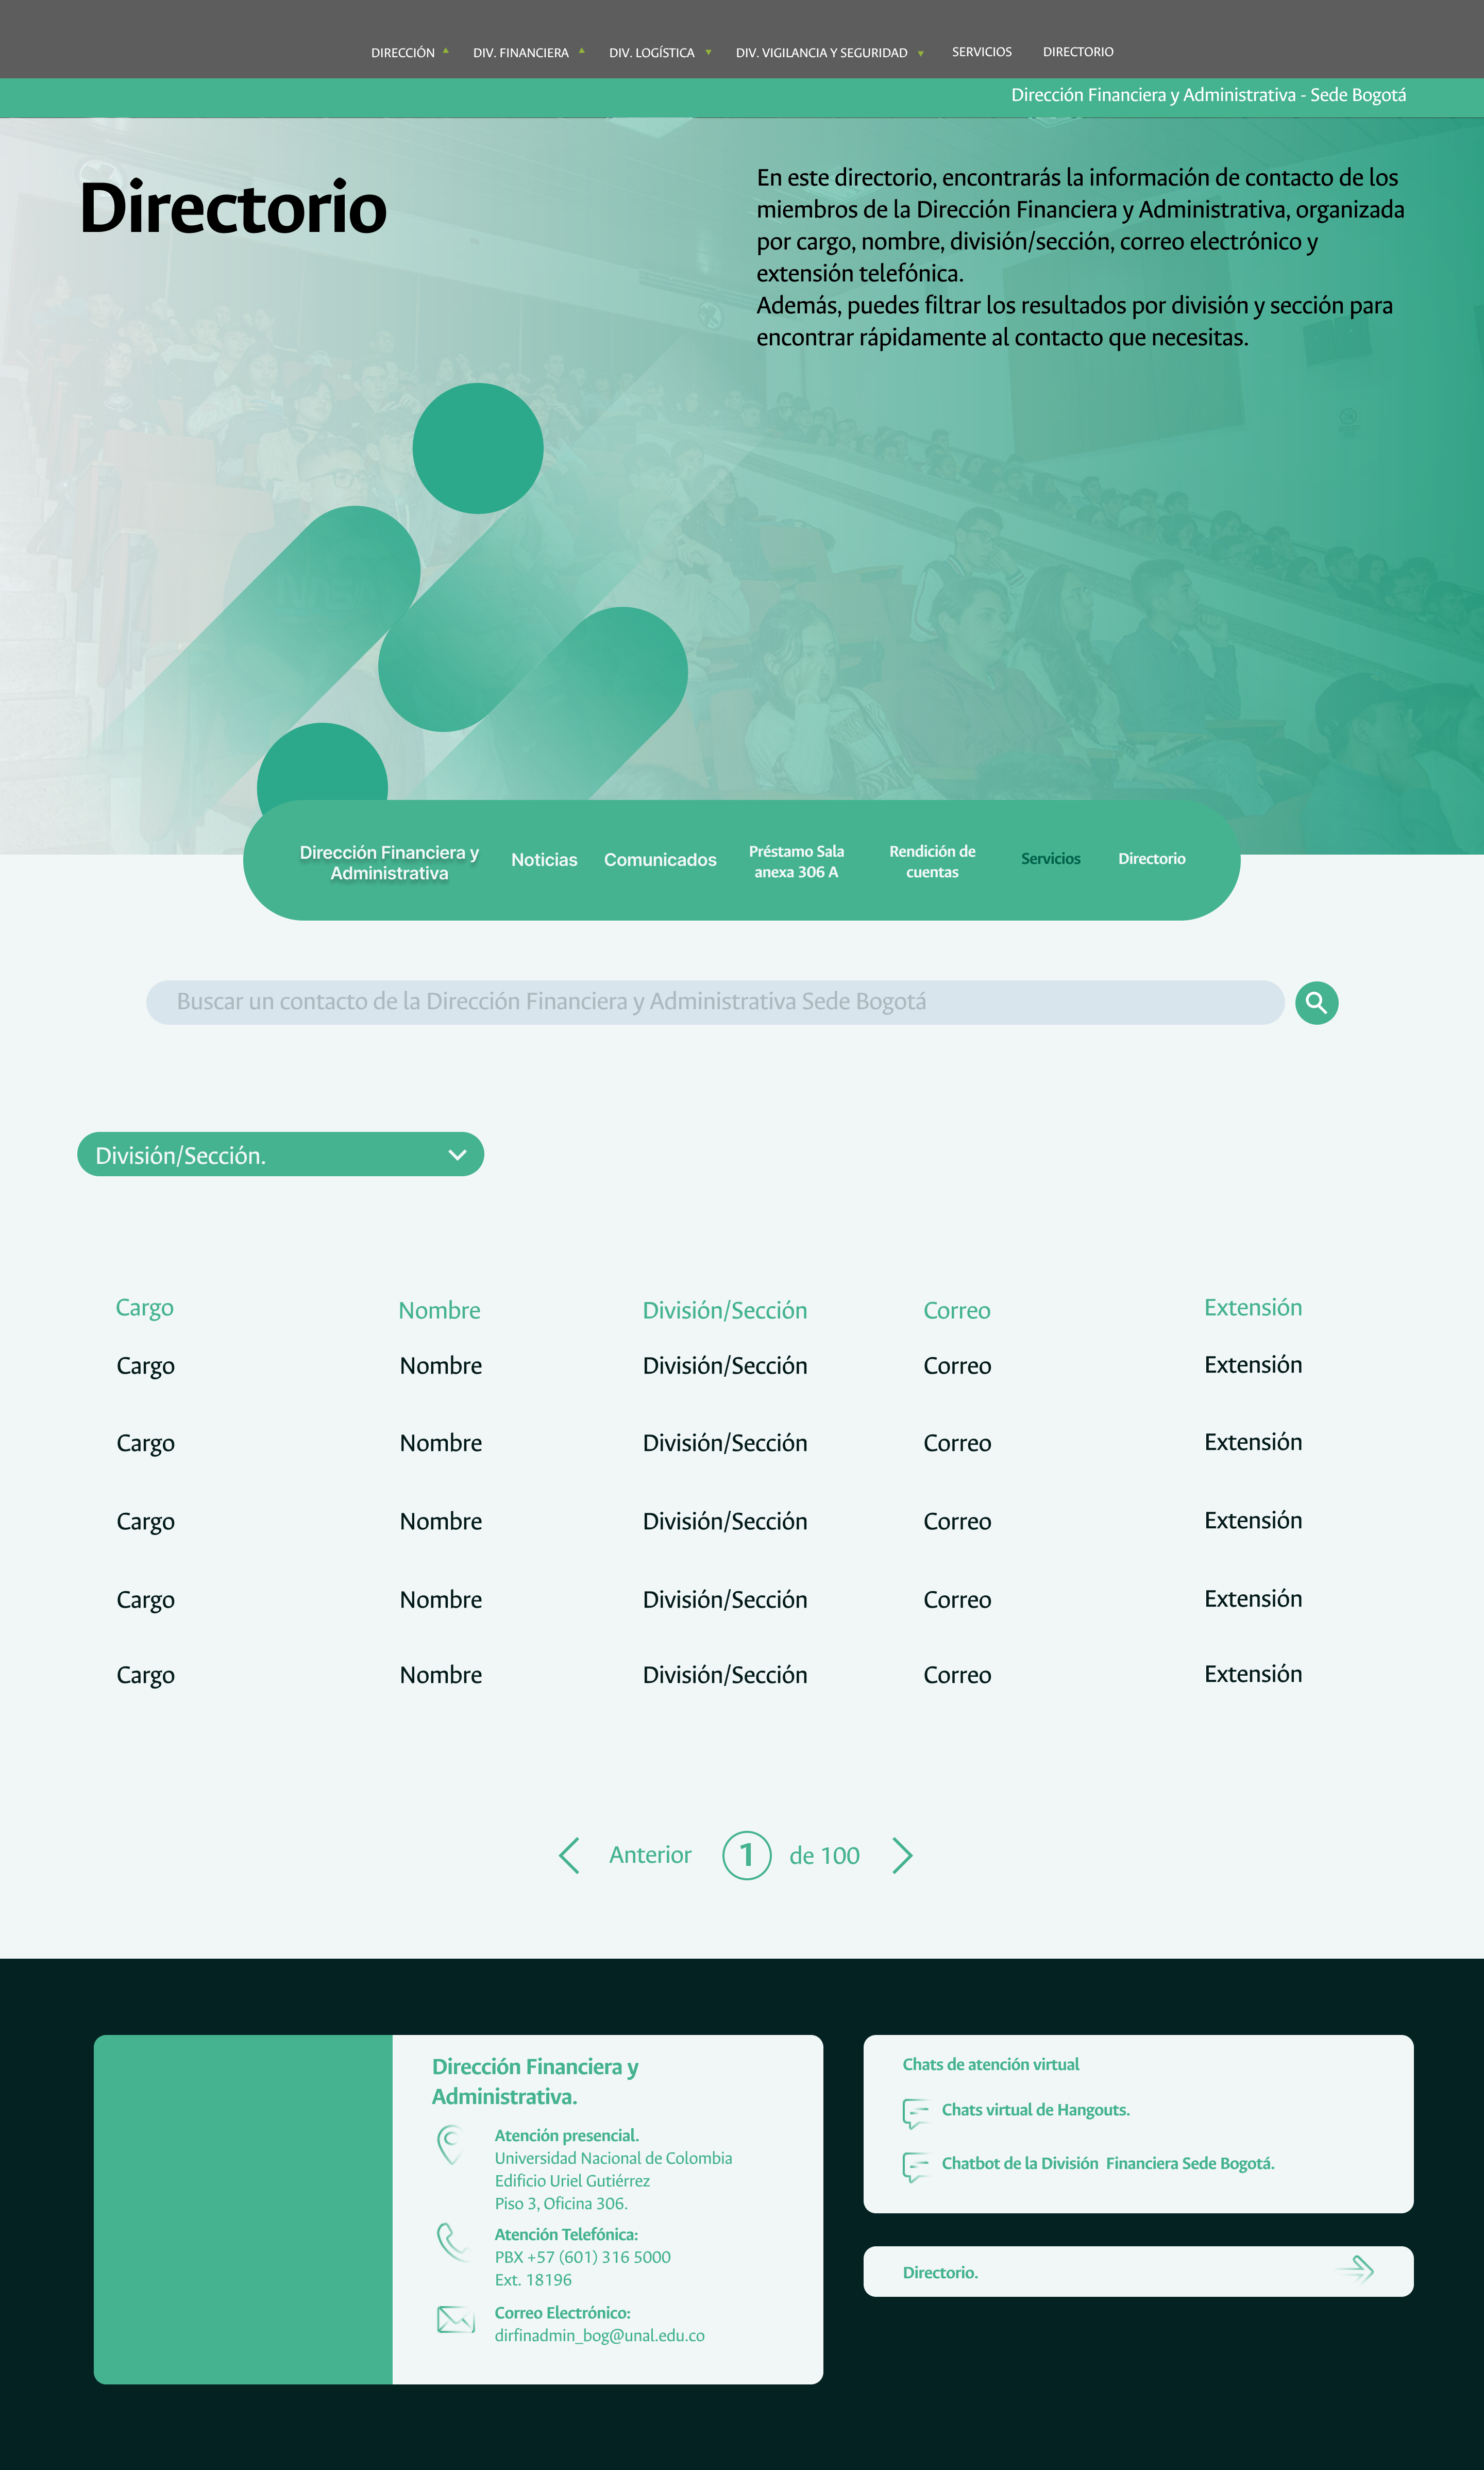 DIRECCIÓN
DIV. FINANCIERA
DIV. LOGÍSTICA
DIV. VIGILANCIA Y SEGURIDAD
SERVICIOS
DIRECTORIO
Dirección Financiera y Administrativa - Sede Bogotá
Directorio
En este directorio, encontrarás la información de contacto de los
miembros de la Dirección Financiera y Administrativa, organizada
por cargo, nombre, división/sección, correo electrónico y
extensión telefónica.
Además, puedes filtrar los resultados por división y sección para
encontrar rápidamente al contacto que necesitas.
Dirección Financiera y
Administrativa
Noticias
Comunicados
Préstamo Sala
anexa 306 A
Rendición de
cuentas
Servicios
Directorio
Buscar un contacto de la Dirección Financiera y Administrativa Sede Bogotá
División/Sección.
Cargo Nombre División/Sección Correo Extensión
Cargo Nombre División/Sección Correo Extensión
Cargo Nombre División/Sección Correo Extensión
Cargo Nombre División/Sección Correo Extensión
Cargo Nombre División/Sección Correo Extensión
Cargo Nombre División/Sección Correo Extensión
Anterior 1 de 100
Dirección Financiera y
Administrativa.
Atención presencial.
Universidad Nacional de Colombia
Edificio Uriel Gutiérrez
Piso 3, Oficina 306.
Atención Telefónica:
PBX +57 (601) 316 5000
Ext. 18196
Correo Electrónico:
dirfinadmin_bog@unal.edu.co
Chats de atención virtual
Chats virtual de Hangouts.
Chatbot de la División  Financiera Sede Bogotá.
Directorio.